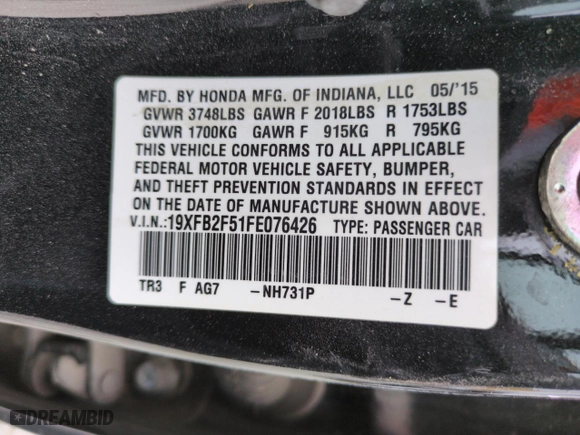 MFD. BY HONDA MFG. OF INDIANA, LLC 05/'15
GVWR 3748LBS GAWR F 2018LBS R 1753LBS
GVWR 1700KG GAWR F 915KG R 795KG
THIS VEHICLE CONFORMS TO ALL APPLICABLE
FEDERAL MOTOR VEHICLE SAFETY, BUMPER,
AND THEFT PREVENTION STANDARDS IN EFFECT
ON THE DATE OF MANUFACTURE SHOWN ABOVE.
V.I.N.:19XFB2F51FE076426 TYPE: PASSENGER CAR
TR3 F AG7 -NH731P -Z -E
DREAMBID